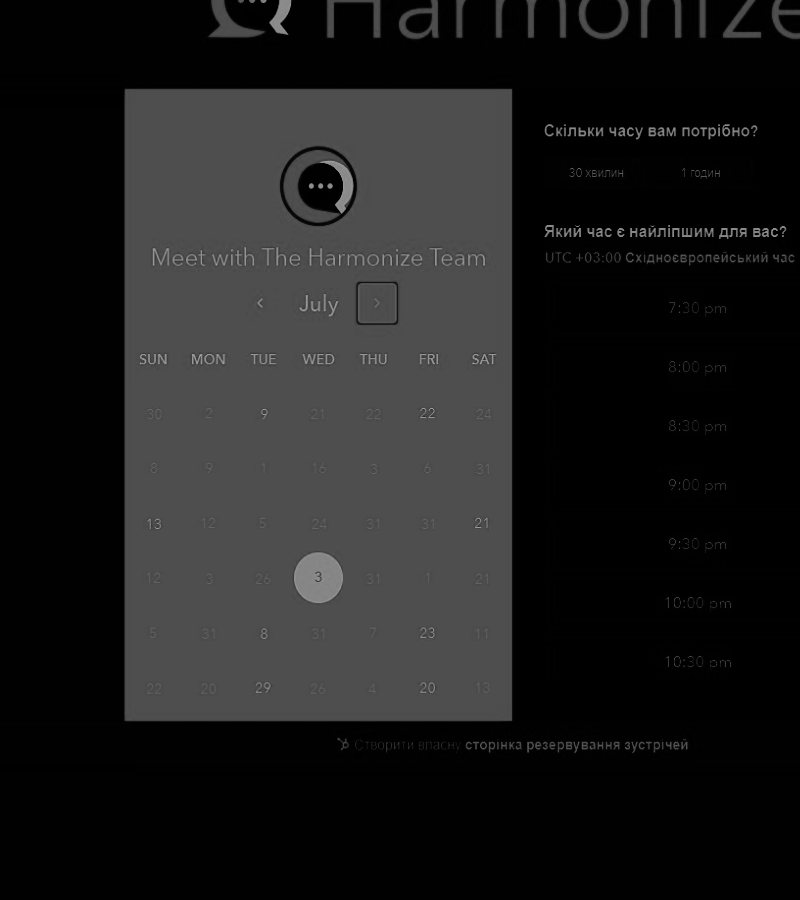 Harmonize
Meet with The Harmonize Team
July
SUN MON TUE WED THU FRI SAT
30 2 9 21 22 22 24
8 9 1 16 3 6 31
13 12 5 24 31 31 21
12 3 26 3 31 1 21
5 31 8 31 7 23 11
22 20 29 26 4 20 13
Скільки часу вам потрібно?
30 хвилин 1 годин
Який час є найліпшим для вас?
UTC +03:00 Східноєвропейський час
7:30 pm
8:00 pm
8:30 pm
9:00 pm
9:30 pm
10:00 pm
10:30 pm
Створити власну сторінка резервування зустрічей